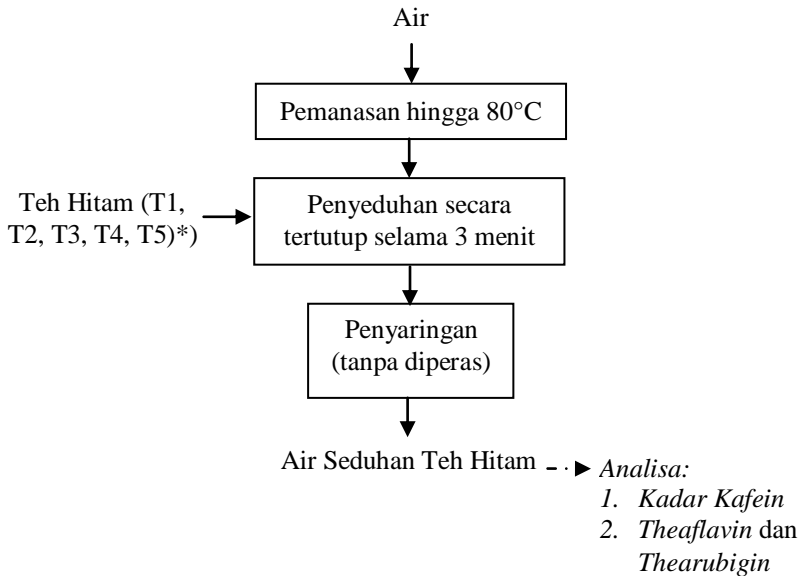 Air
Pemanasan hingga 80°C
Teh Hitam (T1,
T2, T3, T4, T5)*)
Penyeduhan secara
tertutup selama 3 menit
Penyaringan
(tanpa diperas)
Air Seduhan Teh Hitam
Analisa:
1. Kadar Kafein
2. Theaflavin dan
Thearubigin